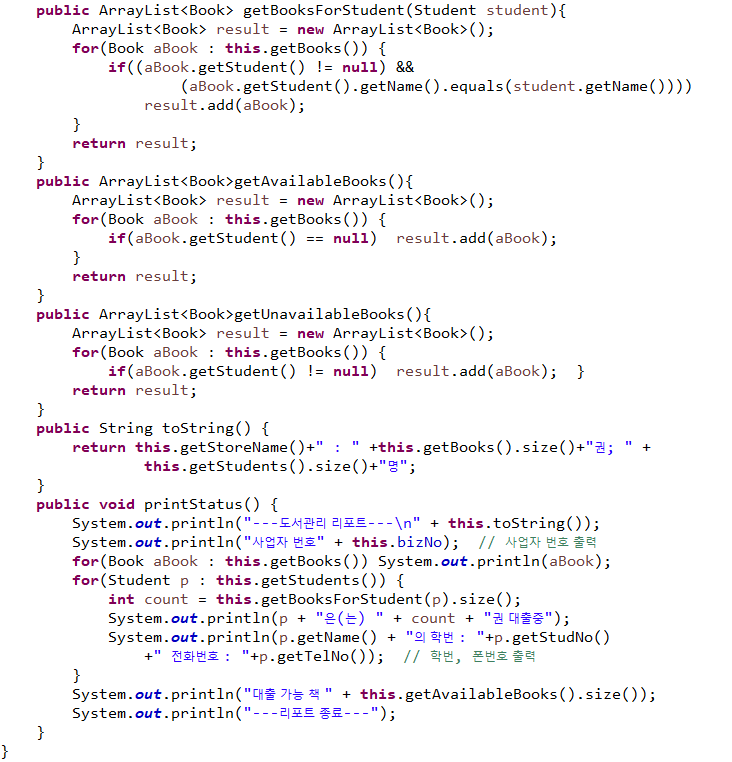 public ArrayList<Book> getBooksForStudent(Student student){
        ArrayList<Book> result = new ArrayList<Book>();
        for(Book aBook : this.getBooks()) {
            if((aBook.getStudent() != null) &&
                    (aBook.getStudent().getName().equals(student.getName())))
                result.add(aBook);
        }
        return result;
    }
    public ArrayList<Book>getAvailableBooks(){
        ArrayList<Book> result = new ArrayList<Book>();
        for(Book aBook : this.getBooks()) {
            if(aBook.getStudent() == null)  result.add(aBook);
        }
        return result;
    }
    public ArrayList<Book>getUnavailableBooks(){
        ArrayList<Book> result = new ArrayList<Book>();
        for(Book aBook : this.getBooks()) {
            if(aBook.getStudent() != null)  result.add(aBook);  }
        return result;
    }
    public String toString() {
        return this.getStoreName()+" : " +this.getBooks().size()+"권; " +
                this.getStudents().size()+"명";
    }
    public void printStatus() {
        System.out.println("---도서관리 리포트---\n" + this.toString());
        System.out.println("사업자 번호" + this.bizNo);  // 사업자 번호 출력
        for(Book aBook : this.getBooks()) System.out.println(aBook);
        for(Student p : this.getStudents()) {
            int count = this.getBooksForStudent(p).size();
            System.out.println(p + "은(는) " + count + "권 대출중");
            System.out.println(p.getName() + "의 학번 : "+p.getStudNo()
                +" 전화번호 : "+p.getTelNo());  // 학번, 폰번호 출력
        }
        System.out.println("대출 가능 책 " + this.getAvailableBooks().size());
        System.out.println("---리포트 종료---");
    }
}